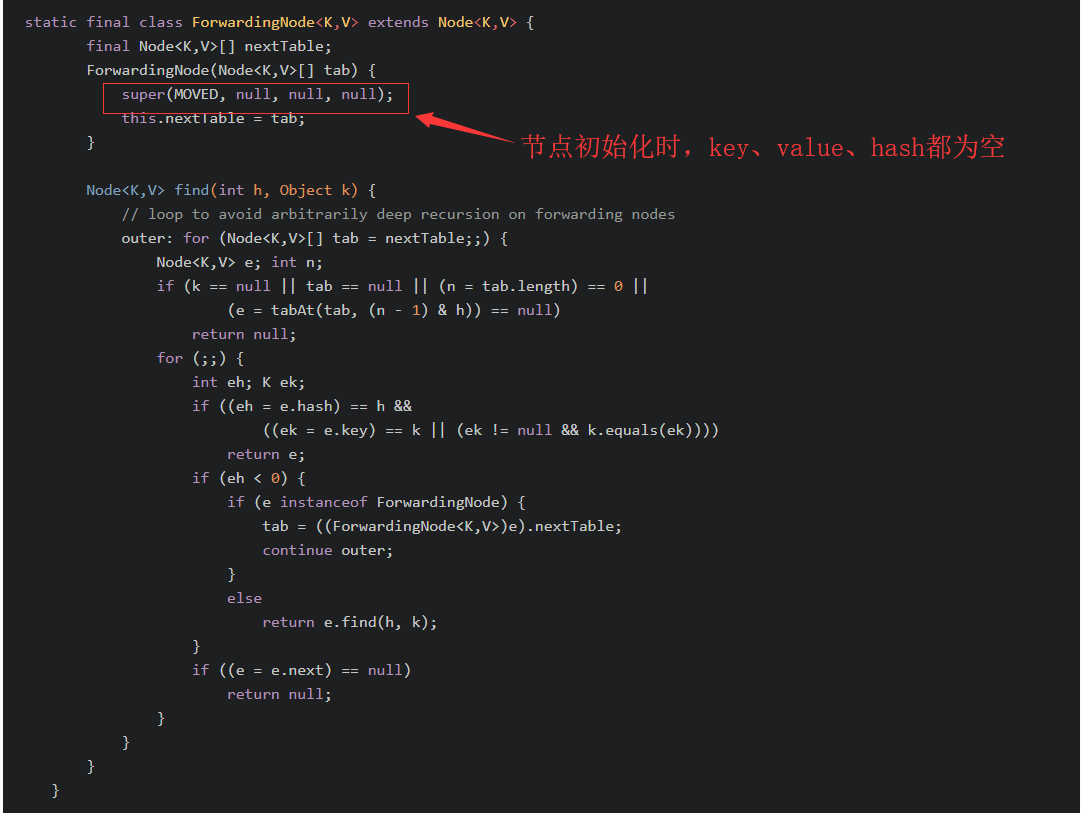 static final class ForwardingNode<K,V> extends Node<K,V> {
final Node<K,V>[] nextTable;
ForwardingNode(Node<K,V>[] tab) {
super(MOVED, null, null, null);
this.nextTable = tab;
}
节点初始化时，key、value、hash都为空
Node<K,V> find(int h, Object k) {
// loop to avoid arbitrarily deep recursion on forwarding nodes
outer: for (Node<K,V>[] tab = nextTable;;) {
Node<K,V> e; int n;
if (k == null || tab == null || (n = tab.length) == 0 ||
(e = tabAt(tab, (n - 1) & h)) == null)
return null;
for (;;) {
int eh; K ek;
if ((eh = e.hash) == h &&
((ek = e.key) == k || (ek != null && k.equals(ek))))
return e;
if (eh < 0) {
if (e instanceof ForwardingNode) {
tab = ((ForwardingNode<K,V>)e).nextTable;
continue outer;
}
else
return e.find(h, k);
}
if ((e = e.next) == null)
return null;
}
}
}
}